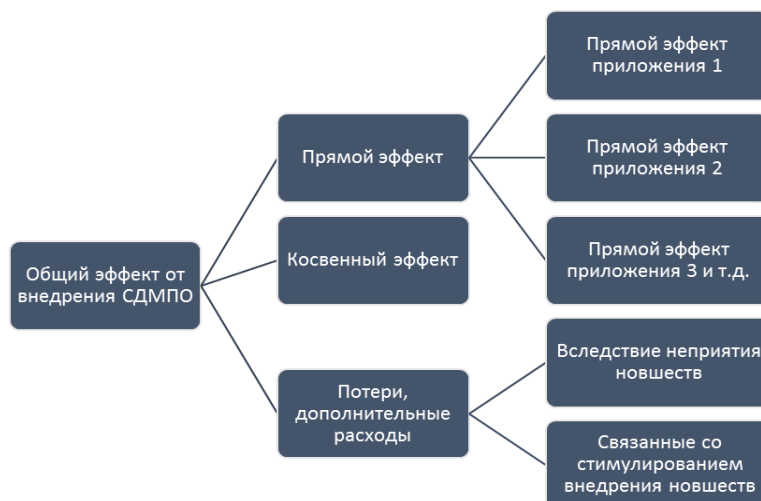 Прямой эффект
приложения 1
Прямой эффект
Прямой эффект
приложения 2
Косвенный эффект
Прямой эффект
приложения 3 и т.д.
Общий эффект от
внедрения СДМПО
Вследствие неприятия
новшеств
Потери,
дополнительные
расходы
Связанные со
стимулированием
внедрения новшеств